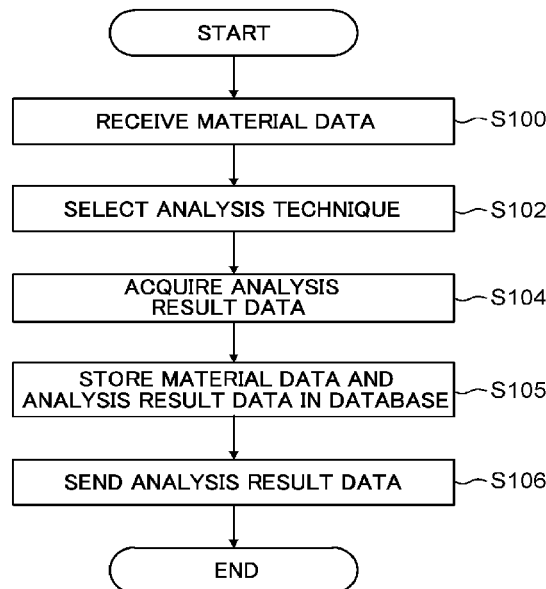 START
RECEIVE MATERIAL DATA
S100
SELECT ANALYSIS TECHNIQUE
S102
ACQUIRE ANALYSIS
RESULT DATA
S104
STORE MATERIAL DATA AND
ANALYSIS RESULT DATA IN DATABASE
S105
SEND ANALYSIS RESULT DATA
S106
END